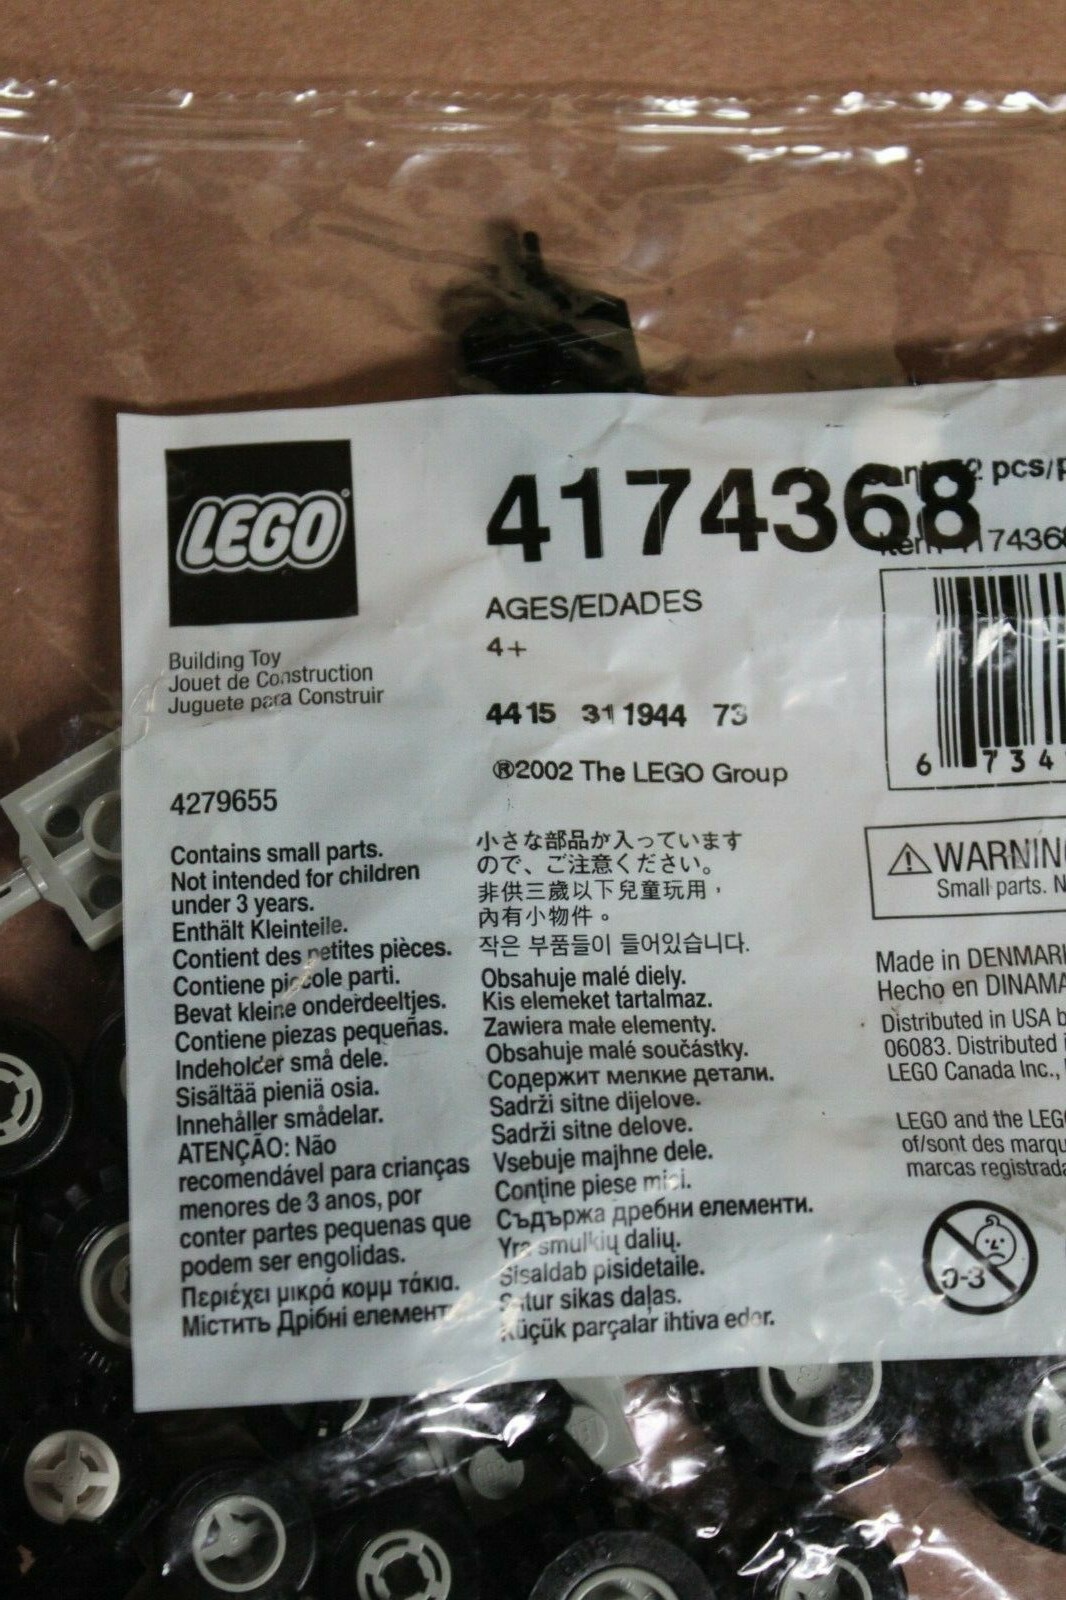 LEGO®
4174368
2 pcs/p
AGES/EDADES
4+
4415 311944 73
®2002 The LEGO Group
Building Toy
Jouet de Construction
Juguete para Construir
6 734
4279655
Contains small parts.
Not intended for children
under 3 years.
Enthält Kleinteile.
Contient des petites pièces.
Contiene piccole parti.
Bevat kleine onderdeeltjes.
Contiene piezas pequeñas.
Indeholder små dele.
Sisältää pieniä osia.
Innehåller smådelar.
ATENÇÃO: Não
recomendável para crianças
menores de 3 anos, por
conter partes pequenas que
podem ser engolidas.
Περιέχει μικρά κομμ τάκια.
Містить Дрібні елементи.
小さな部品が入っています
ので、ご注意ください。
非供三歲以下兒童玩用，
內有小物件。
작은 부품들이 들어있습니다.
Obsahuje malé diely.
Kis elemeket tartalmaz.
Zawiera małe elementy.
Obsahuje malé součástky.
Содержит мелкие детали.
Sadrži sitne dijelove.
Sadrži sitne delove.
Vsebuje majhne dele.
Conţine piese mici.
Съдържа дребни елементи.
Yra smulkių dalių.
Sisaldab pisidetaile.
Satur sikas daļas.
Küçük parçalar ihtiva eder.
WARNIN
Small parts. N
Made in DENMARK
Hecho en DINAMA
Distributed in USA b
06083. Distributed i
LEGO Canada Inc.,
LEGO and the LEG
of/sont des marqu
marcas registrada
0-3